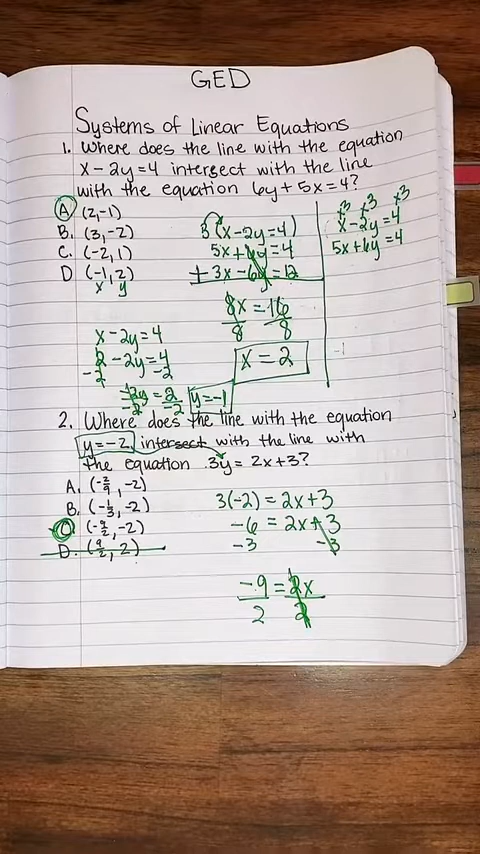 GED
Systems of Linear Equations
1. Where does the line with the equation
x - 2y = 4 intersect with the line
with the equation 6y + 5x = 4?
A. (2, -1)
B. (3, -2)
C. (-2, 1)
D (-1, 2)
x y
3(x - 2y = 4)
5x + 6y = 4
+ 3x - 6y = 12
8x = 16
8 8
x = 2
x3 x3 x3
x - 2y = 4
5x + 6y = 4
x - 2y = 4
2 - 2y = 4
-2 -2
-2y = 2
-2 -2
y = -1
2. Where does the line with the equation
y = -2 intersect with the line with
the equation 3y = 2x + 3?
A. (-2/9, -2)
B. (-1/3, -2)
C. (-9/2, -2)
D. (9/2, 2)
3(-2) = 2x + 3
-6 = 2x + 3
-3 -3
-9 = 2x
2 2